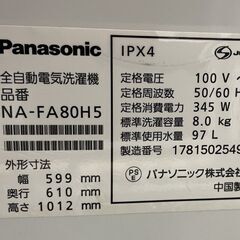 Panasonic
全自動電気洗濯機
品番
NA-FA80H5
外形寸法
幅 599 mm
奥行 610 mm
高さ 1012 mm
IPX4
定格電圧 100 V
定格周波数 50/60 H
定格消費電力 345 W
標準洗濯容量 8.0 k
標準使用水量 97 L
製造番号 1781502549
PS E
パナソニック株式会
中国製